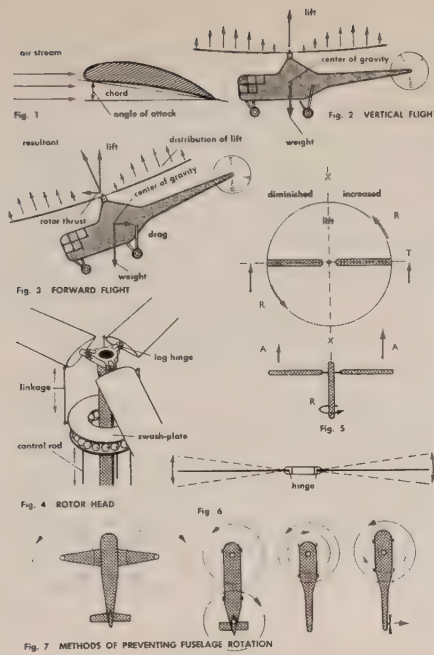 air stream
chord
angle of attack
Fig. 1
lift
center of gravity
weight
Fig. 2 VERTICAL FLIGHT
resultant
lift
distribution of lift
center of gravity
rotor thrust
drag
weight
Fig. 3 FORWARD FLIGHT
X
diminished increased
lift
R
T
R
X
A
A
R
Fig. 5
lag hinge
linkage
swash-plate
control rod
Fig. 4 ROTOR HEAD
hinge
Fig 6
Fig. 7 METHODS OF PREVENTING FUSELAGE ROTATION